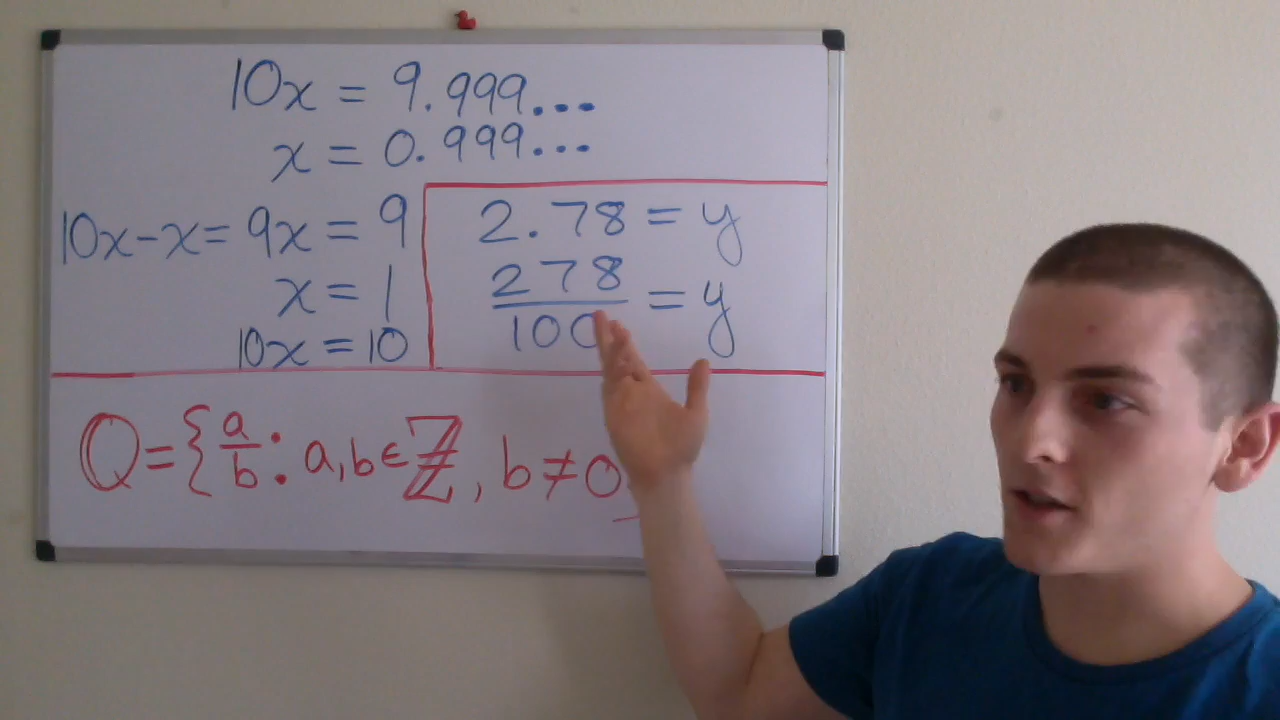 10x = 9.999...
x = 0.999...
10x-x= 9x = 9
x = 1
10x = 10
2.78 = y
278/100 = y
Q={a/b : a,b ∈ ℤ, b ≠ 0